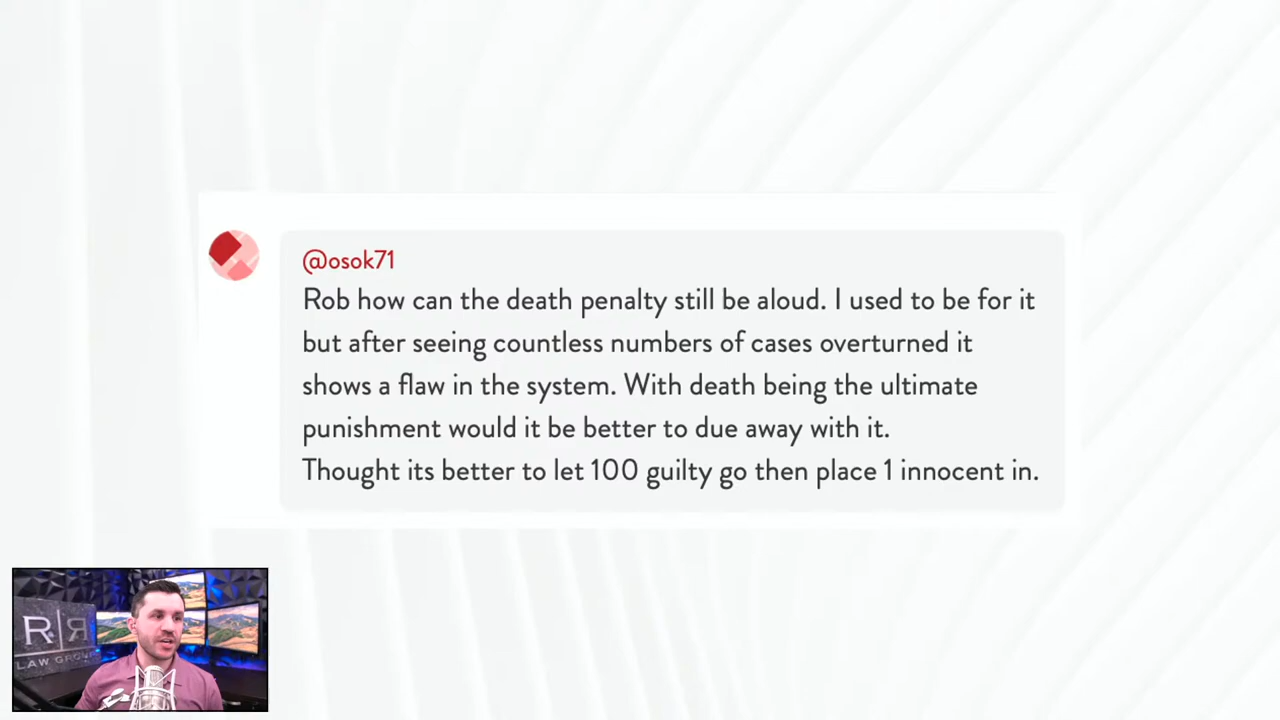 @osok71
Rob how can the death penalty still be aloud. I used to be for it
but after seeing countless numbers of cases overturned it
shows a flaw in the system. With death being the ultimate
punishment would it be better to due away with it.
Thought its better to let 100 guilty go then place 1 innocent in.
R|Я
LAW GROUP